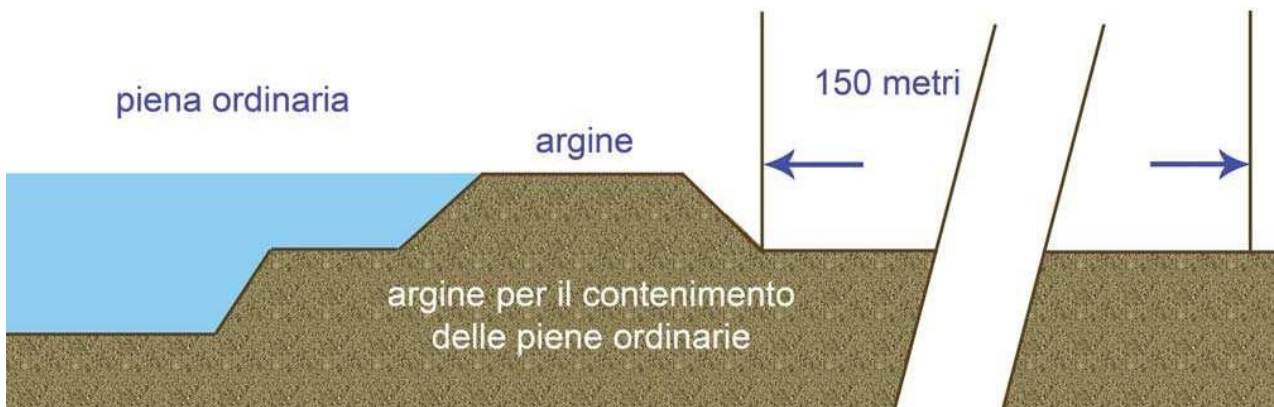 150 metri
piena ordinaria
argine
argine per il contenimento
delle piene ordinarie